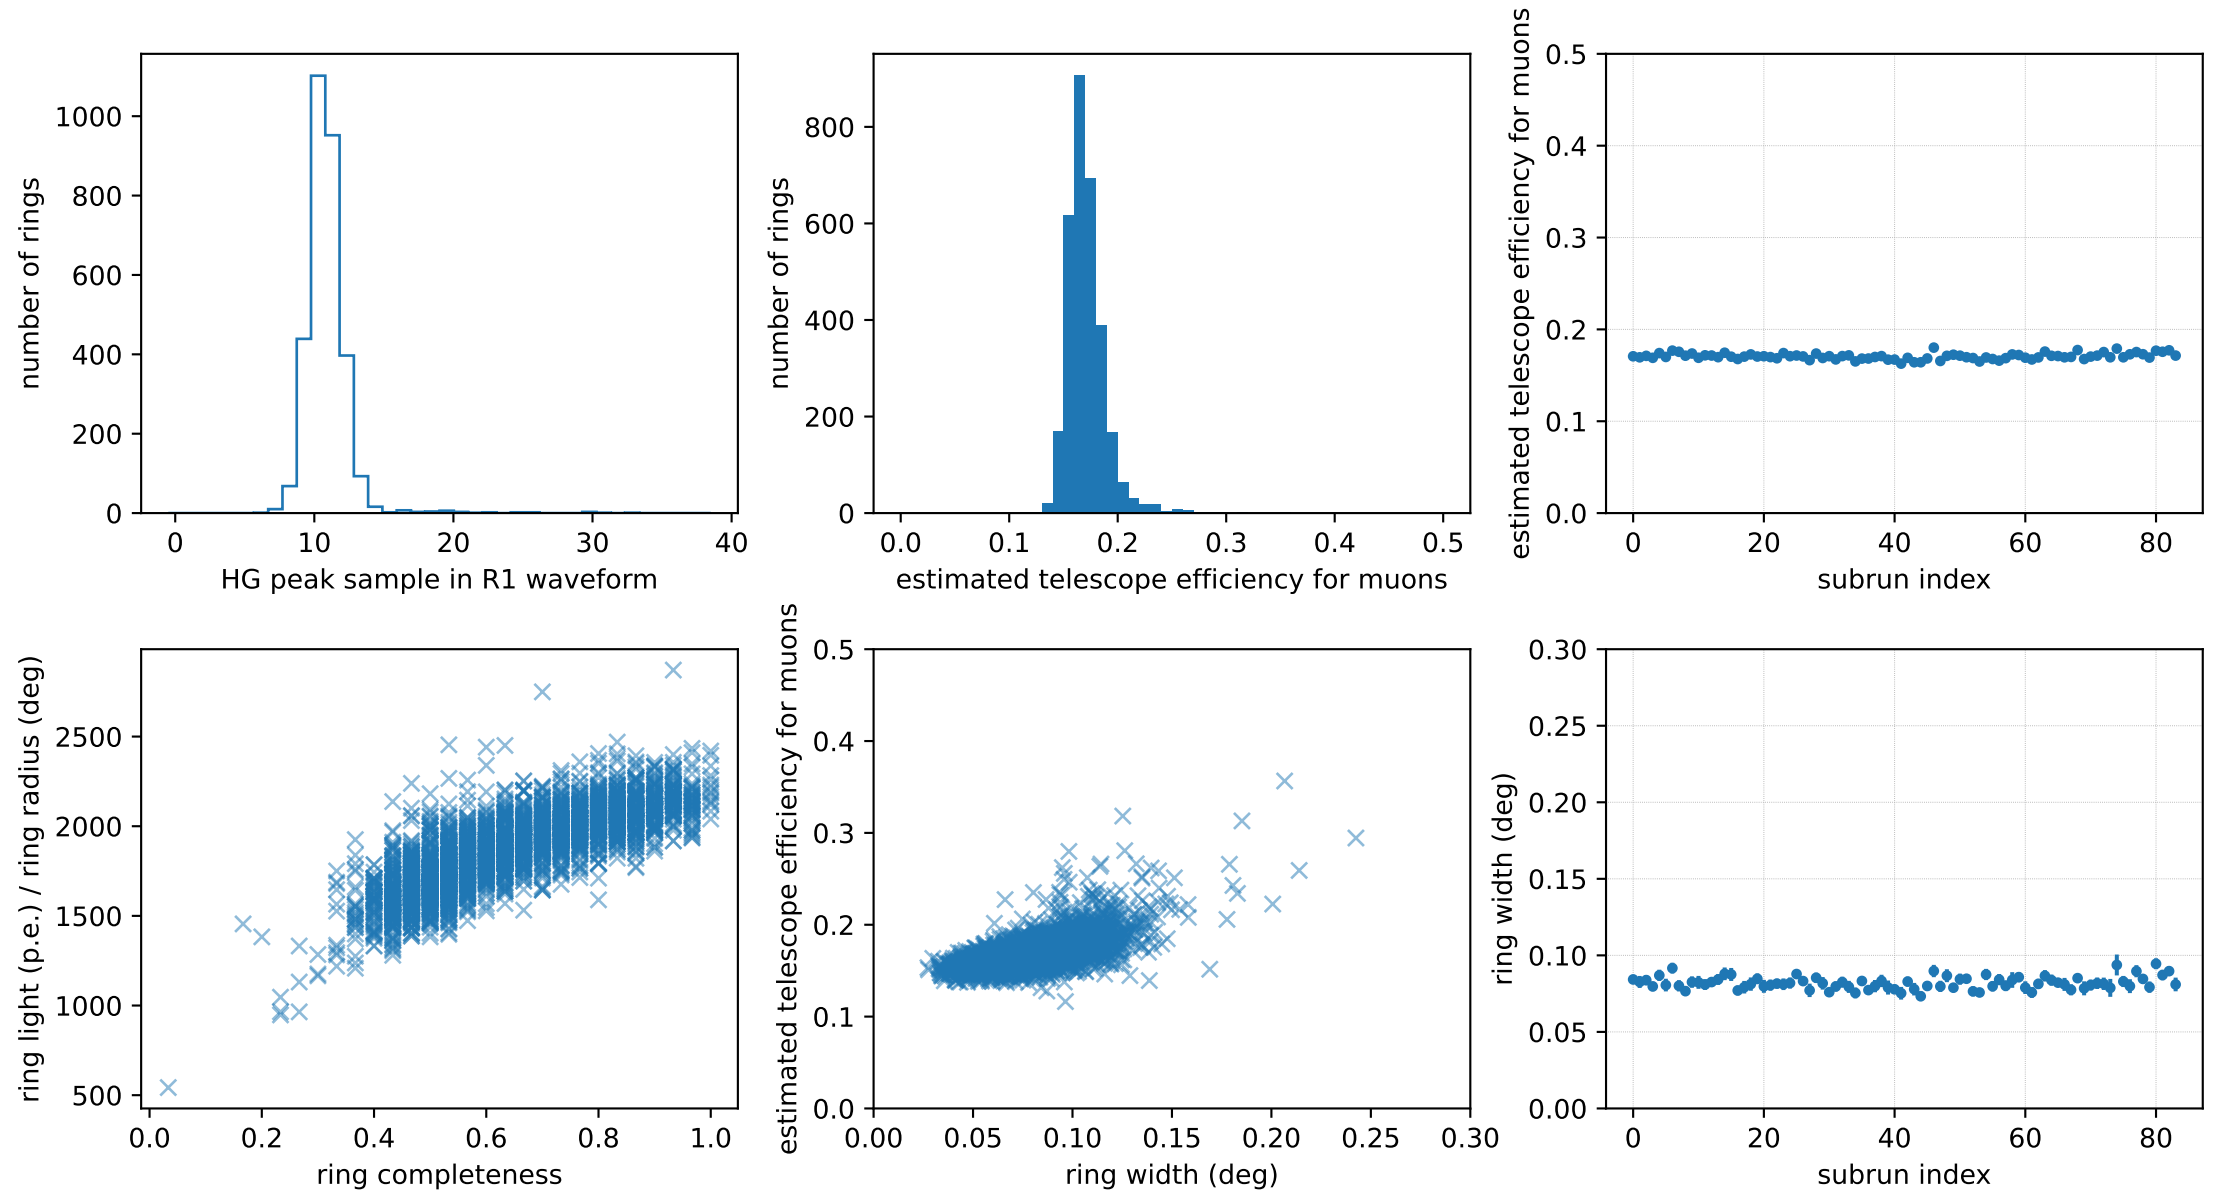 number of rings
1000
800
600
400
200
0
0 10 20 30 40
HG peak sample in R1 waveform
number of rings
800
600
400
200
0
0.0 0.1 0.2 0.3 0.4 0.5
estimated telescope efficiency for muons
estimated telescope efficiency for muons
0.5
0.4
0.3
0.2
0.1
0.0
0 20 40 60 80
subrun index
ring light (p.e.) / ring radius (deg)
2500
2000
1500
1000
500
0.0 0.2 0.4 0.6 0.8 1.0
ring completeness
estimated telescope efficiency for muons
0.5
0.4
0.3
0.2
0.1
0.0
0.00 0.05 0.10 0.15 0.20 0.25 0.30
ring width (deg)
ring width (deg)
0.30
0.25
0.20
0.15
0.10
0.05
0.00
0 20 40 60 80
subrun index